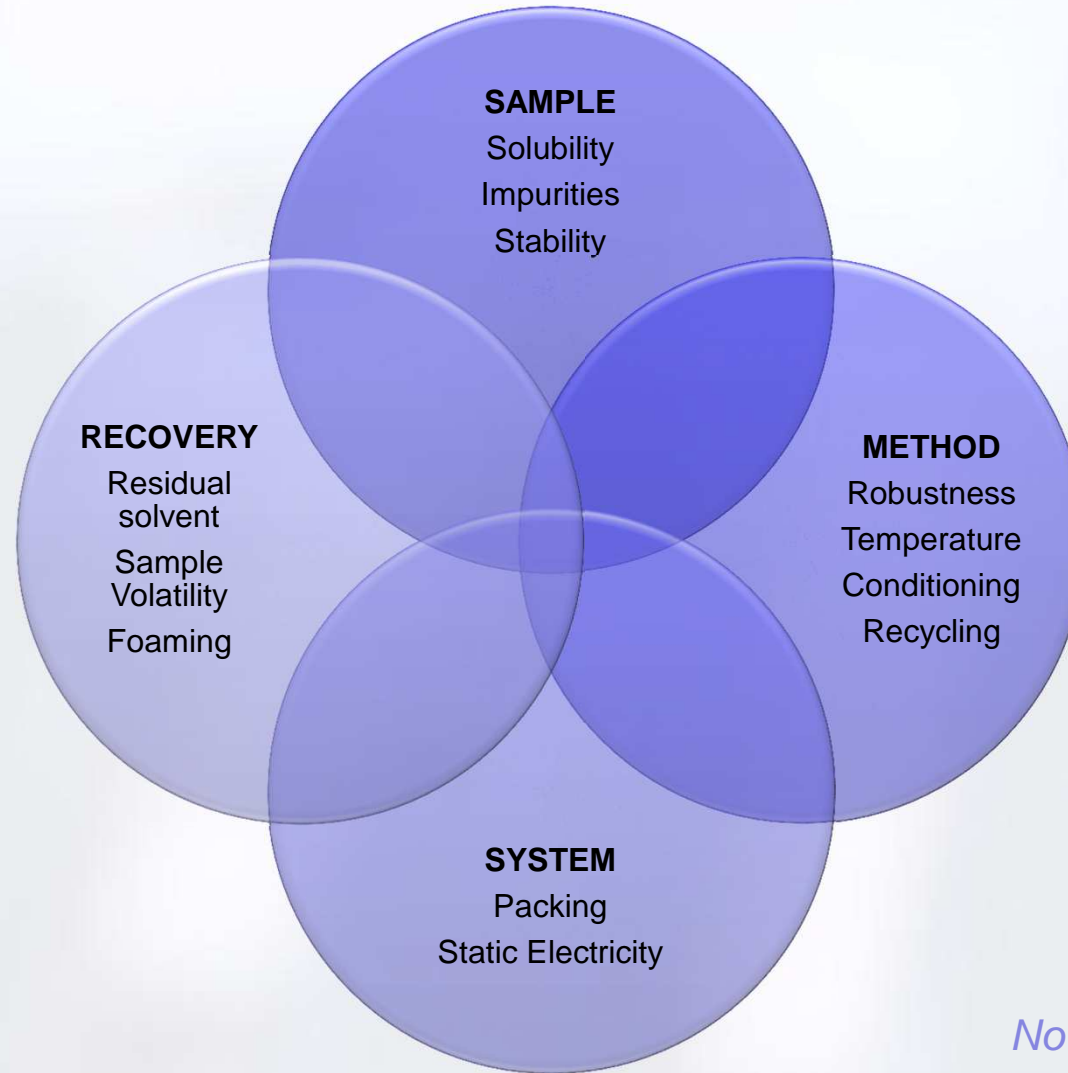 SAMPLE
Solubility
Impurities
Stability
RECOVERY
Residual
solvent
Sample
Volatility
Foaming
METHOD
Robustness
Temperature
Conditioning
Recycling
SYSTEM
Packing
Static Electricity
No